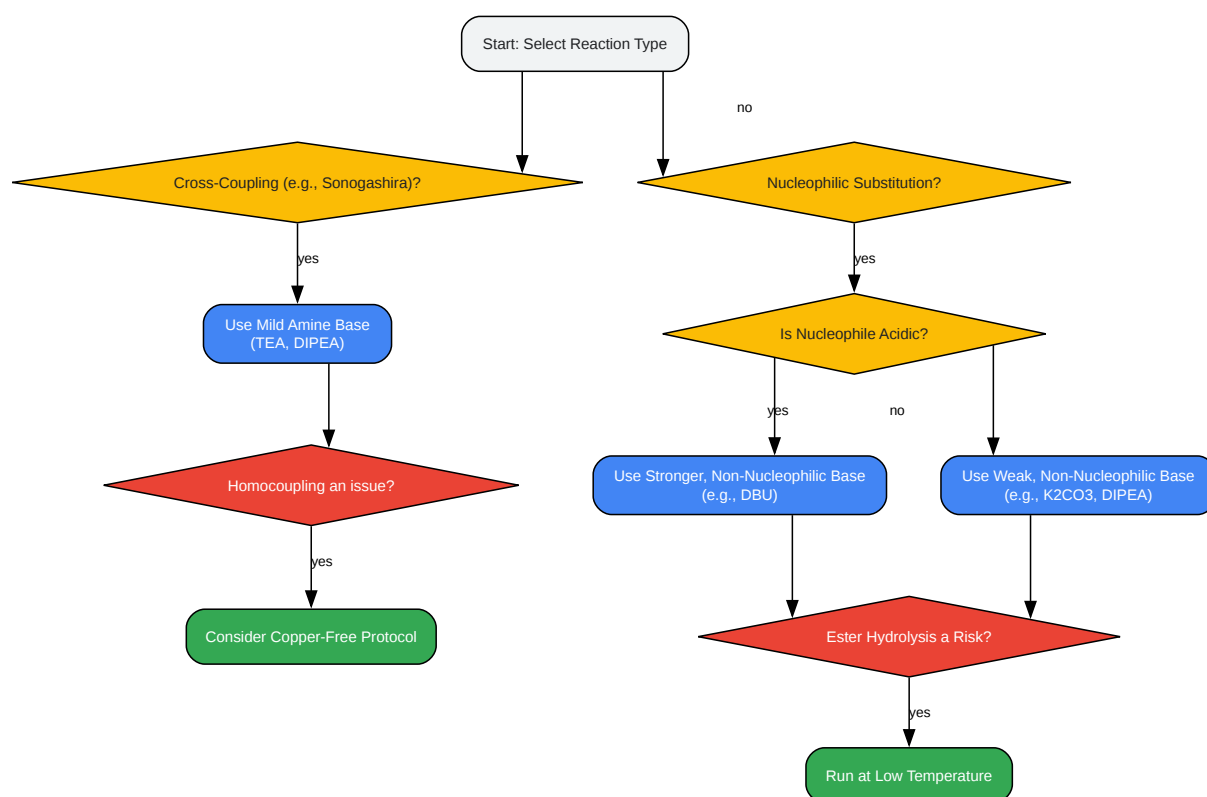 Start: Select Reaction Type
no
Cross-Coupling (e.g., Sonogashira)?
Nucleophilic Substitution?
yes
yes
Use Mild Amine Base
(TEA, DIPEA)
Is Nucleophile Acidic?
yes
no
Homocoupling an issue?
Use Stronger, Non-Nucleophilic Base
(e.g., DBU)
Use Weak, Non-Nucleophilic Base
(e.g., K2CO3, DIPEA)
yes
Consider Copper-Free Protocol
Ester Hydrolysis a Risk?
yes
Run at Low Temperature